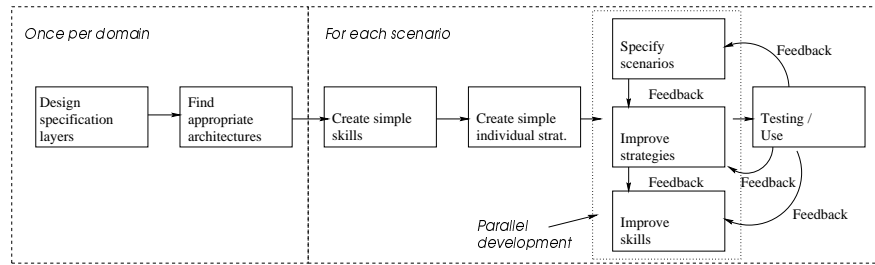 Once per domain
For each scenario
Design
specification
layers
Find
appropriate
architectures
Create simple
skills
Create simple
individual strat.
Specify
scenarios
Feedback
Improve
strategies
Feedback
Improve
skills
Parallel
development
Testing /
Use
Feedback
Feedback
Feedback